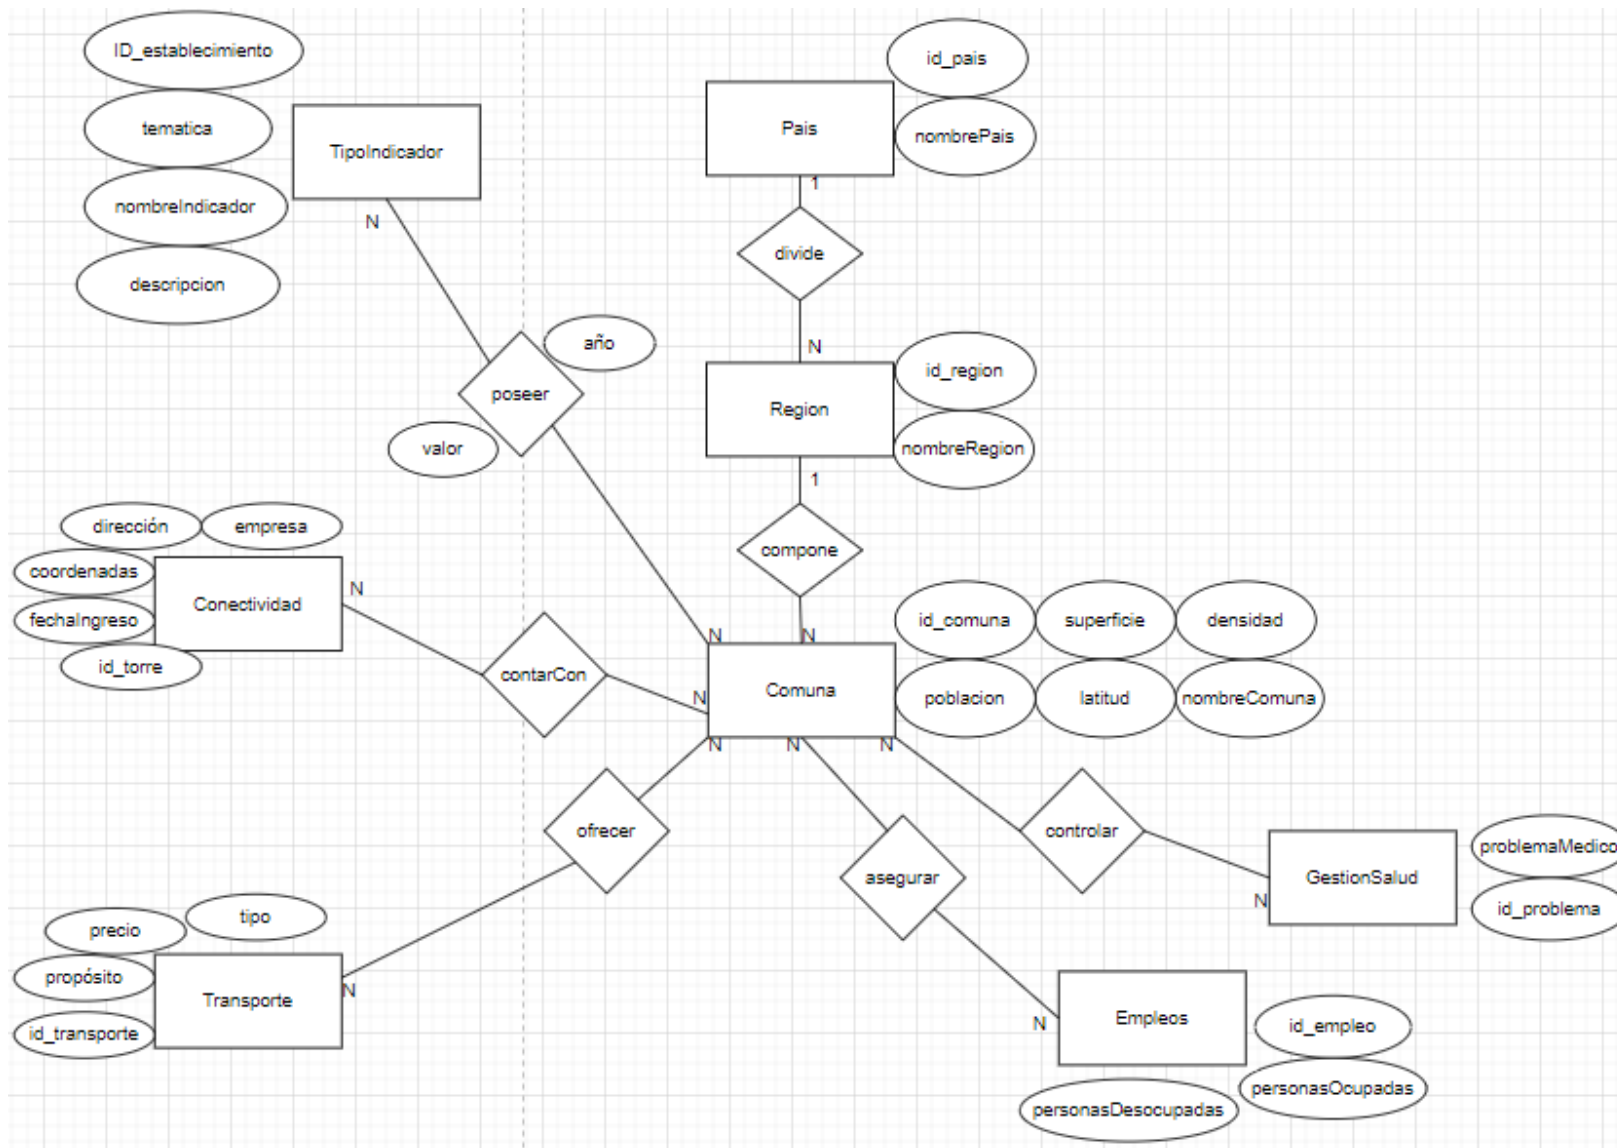 ID_establecimiento
tematica
nombreIndicador
descripcion
TipoIndicador
N
id_pais
Pais
nombrePais
1
divide
N
id_region
Region
nombreRegion
1
año
poseer
valor
compone
dirección
empresa
coordenadas
Conectividad
fechaIngreso
id_torre
N
contarCon
N
N
N
Comuna
id_comuna
superficie
densidad
poblacion
latitud
nombreComuna
N
N
N
ofrecer
asegurar
controlar
GestionSalud
N
problemaMedico
id_problema
precio
tipo
propósito
Transporte
id_transporte
N
N
Empleos
id_empleo
personasOcupadas
personasDesocupadas